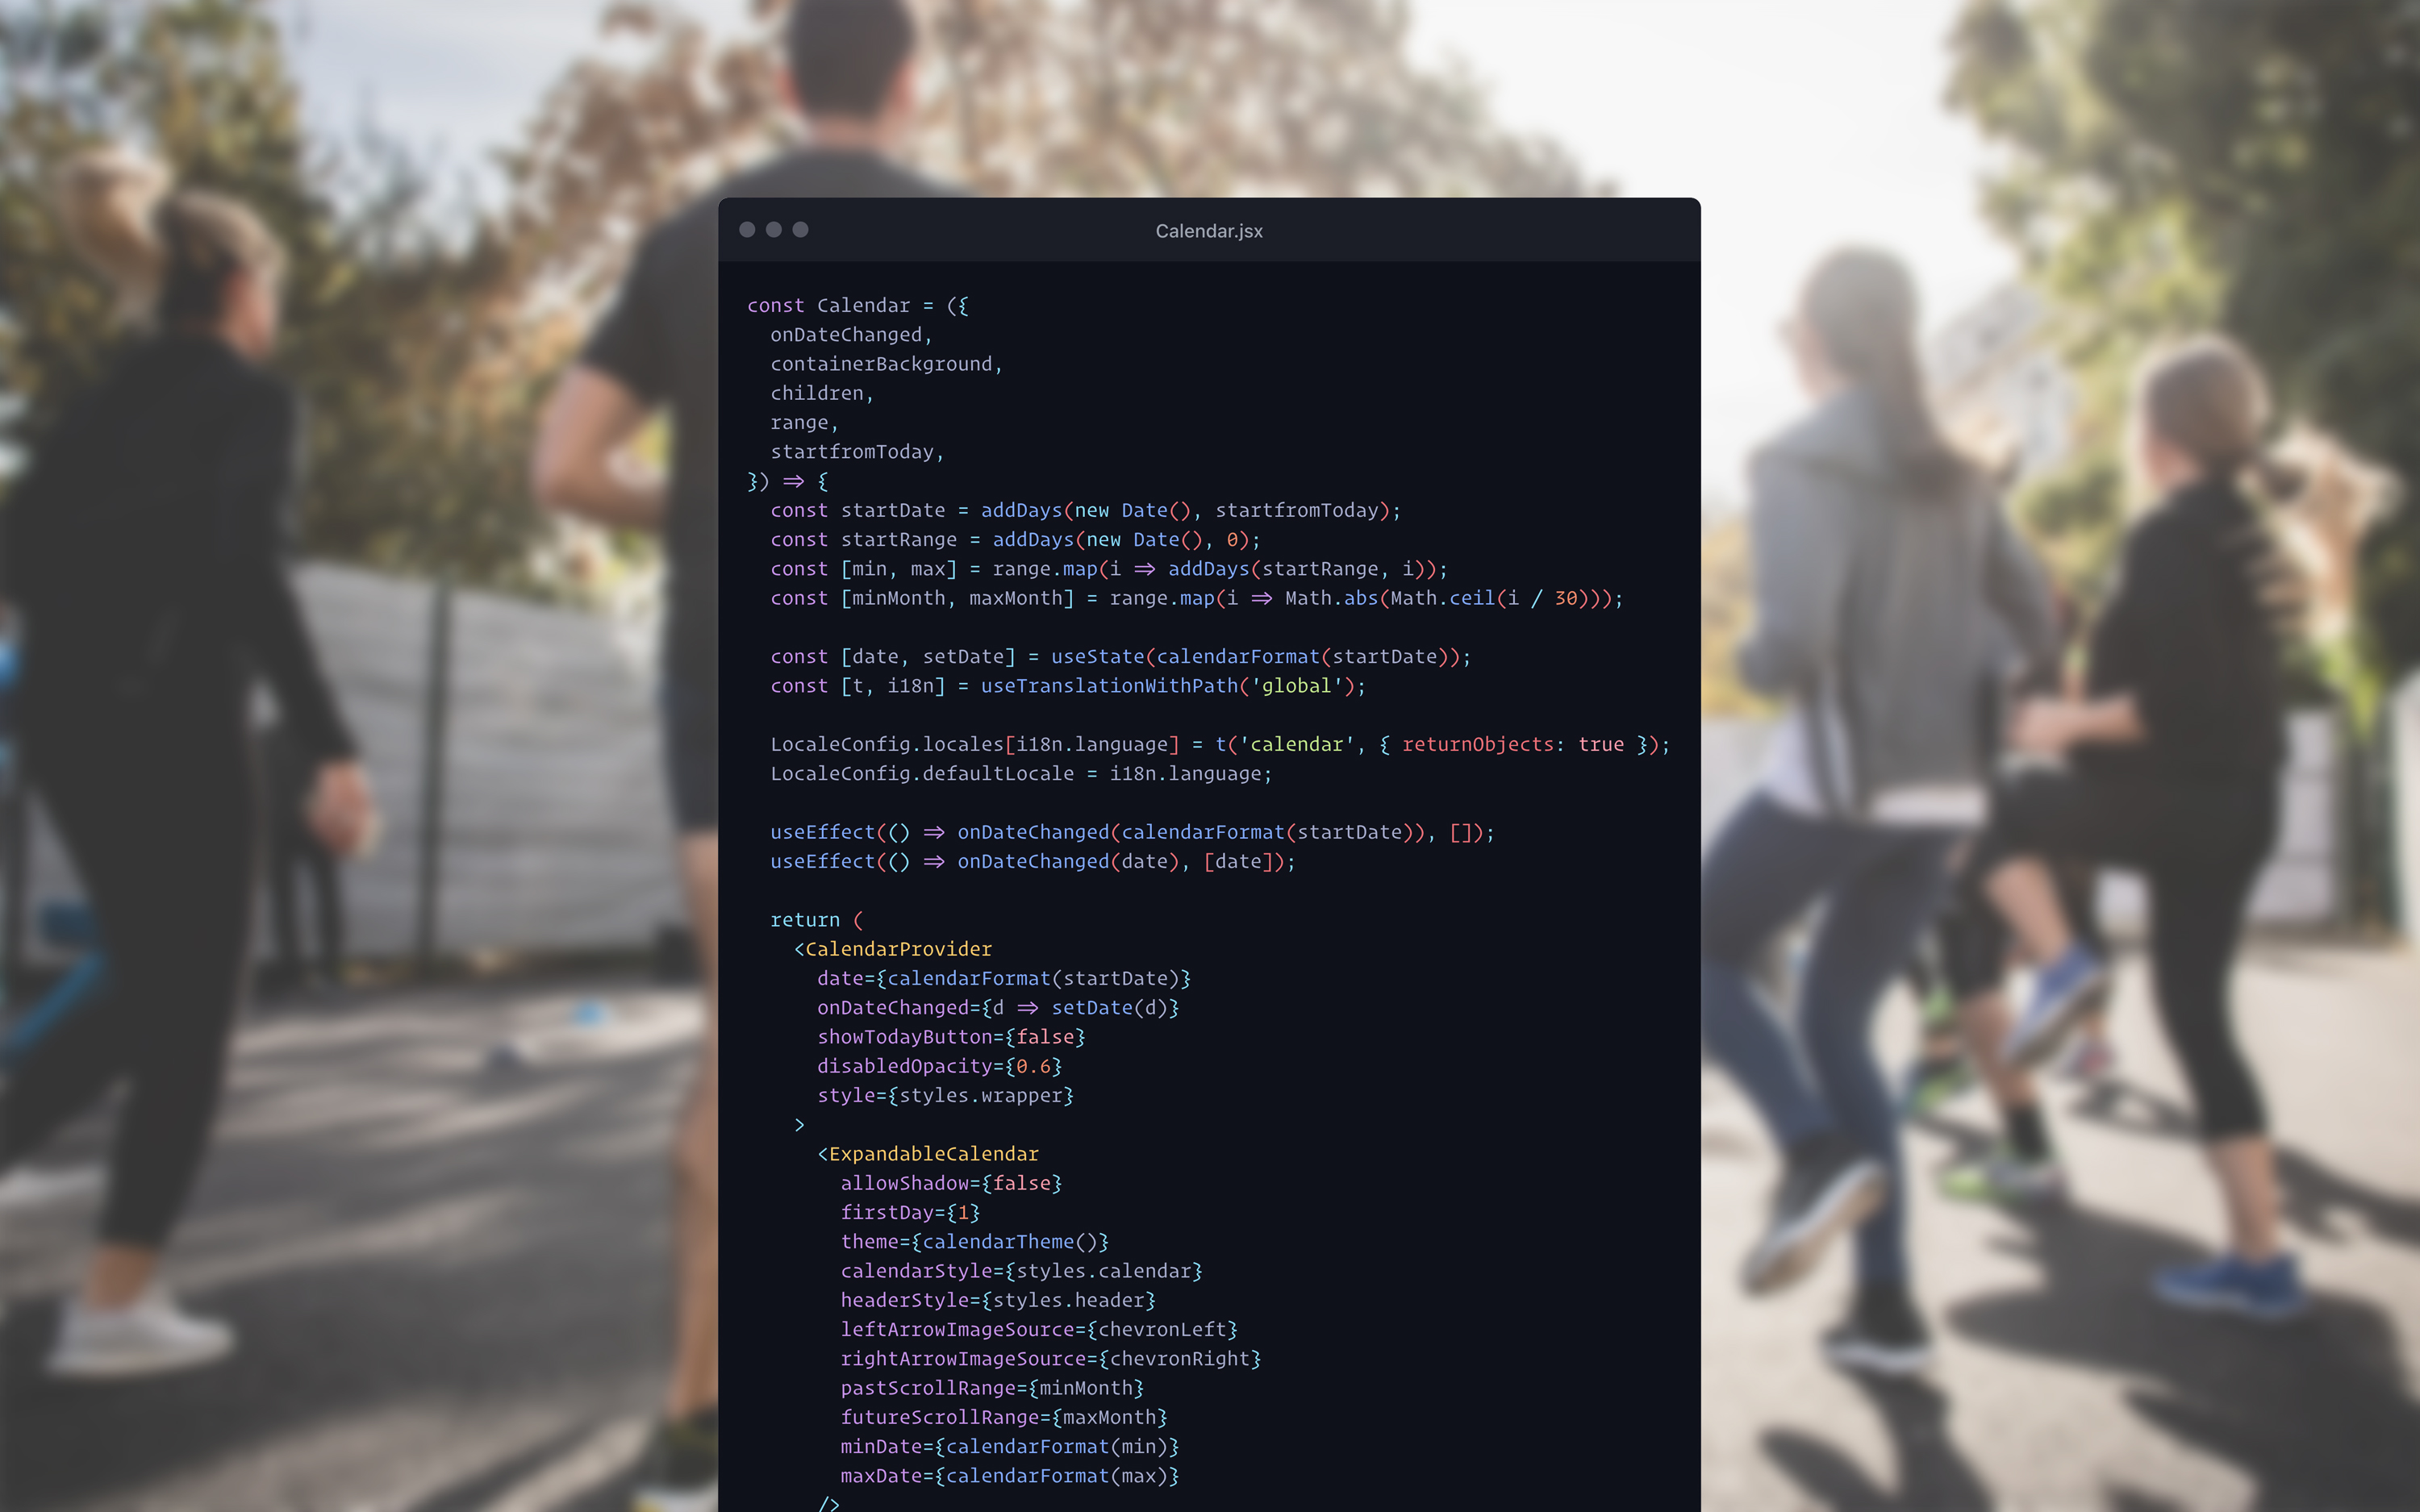 Calendar.jsx
const Calendar = ({
  onDateChanged,
  containerBackground,
  children,
  range,
  startfromToday,
}) => {
  const startDate = addDays(new Date(), startfromToday);
  const startRange = addDays(new Date(), 0);
  const [min, max] = range.map(i => addDays(startRange, i));
  const [minMonth, maxMonth] = range.map(i => Math.abs(Math.ceil(i / 30)));
  const [date, setDate] = useState(calendarFormat(startDate));
  const [t, i18n] = useTranslationWithPath('global');
  LocaleConfig.locales[i18n.language] = t('calendar', { returnObjects: true });
  LocaleConfig.defaultLocale = i18n.language;
  useEffect(() => onDateChanged(calendarFormat(startDate)), []);
  useEffect(() => onDateChanged(date), [date]);
  return (
    <CalendarProvider
      date={calendarFormat(startDate)}
      onDateChanged={d => setDate(d)}
      showTodayButton={false}
      disabledOpacity={0.6}
      style={styles.wrapper}
    >
      <ExpandableCalendar
        allowShadow={false}
        firstDay={1}
        theme={calendarTheme()}
        calendarStyle={styles.calendar}
        headerStyle={styles.header}
        leftArrowImageSource={chevronLeft}
        rightArrowImageSource={chevronRight}
        pastScrollRange={minMonth}
        futureScrollRange={maxMonth}
        minDate={calendarFormat(min)}
        maxDate={calendarFormat(max)}
      />